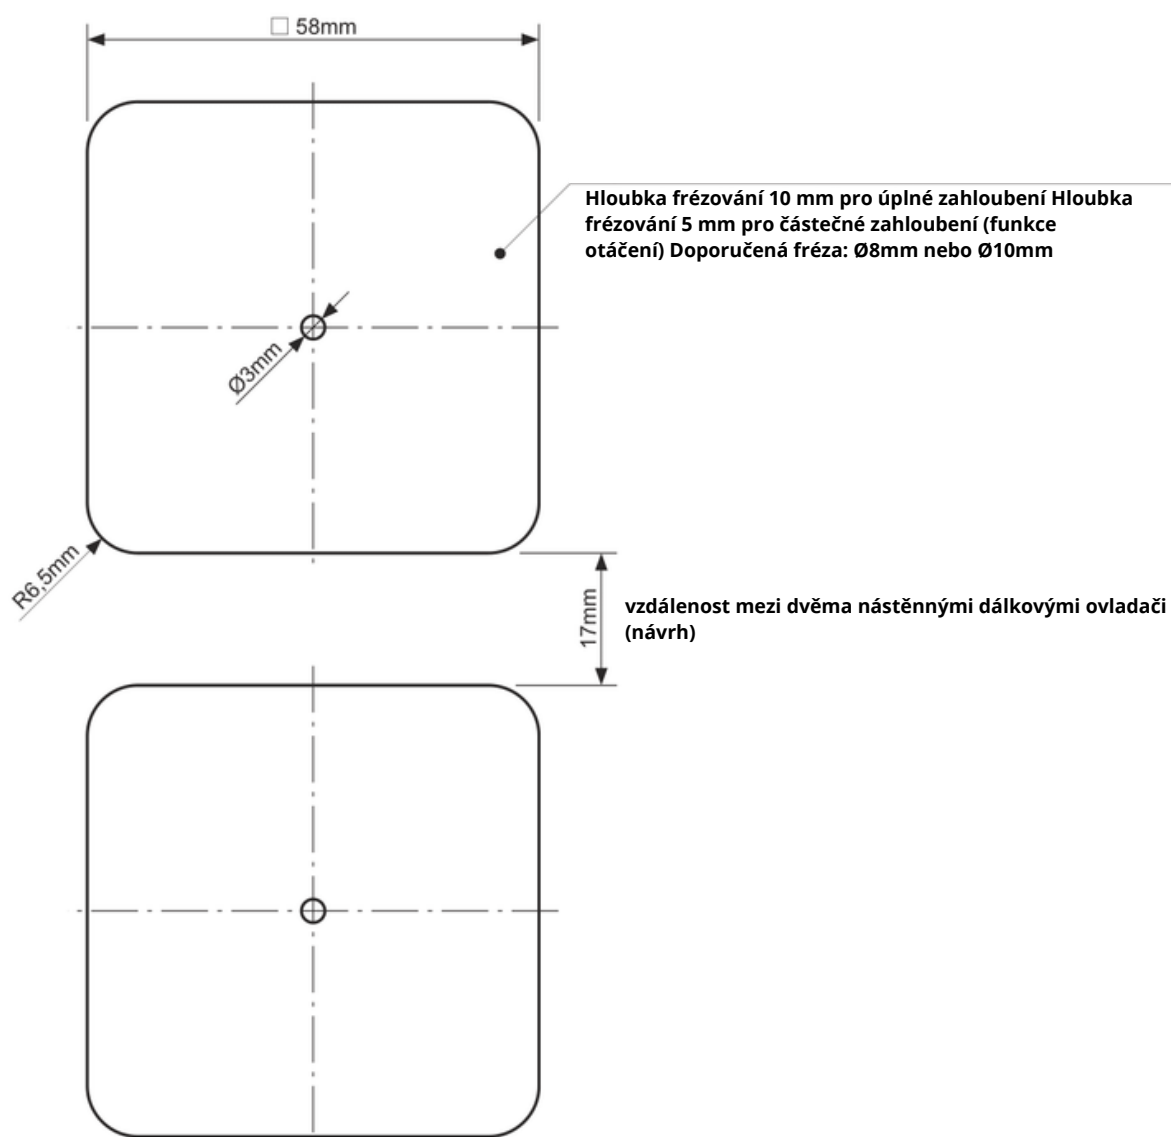 □ 58mm
Hloubka frézování 10 mm pro úplné zahloubení Hloubka
frézování 5 mm pro částečné zahloubení (funkce
otáčení) Doporučená fréza: Ø8mm nebo Ø10mm
Ø3mm
R6,5mm
17mm
vzdálenost mezi dvěma nástěnnými dálkovými ovladači
(návrh)